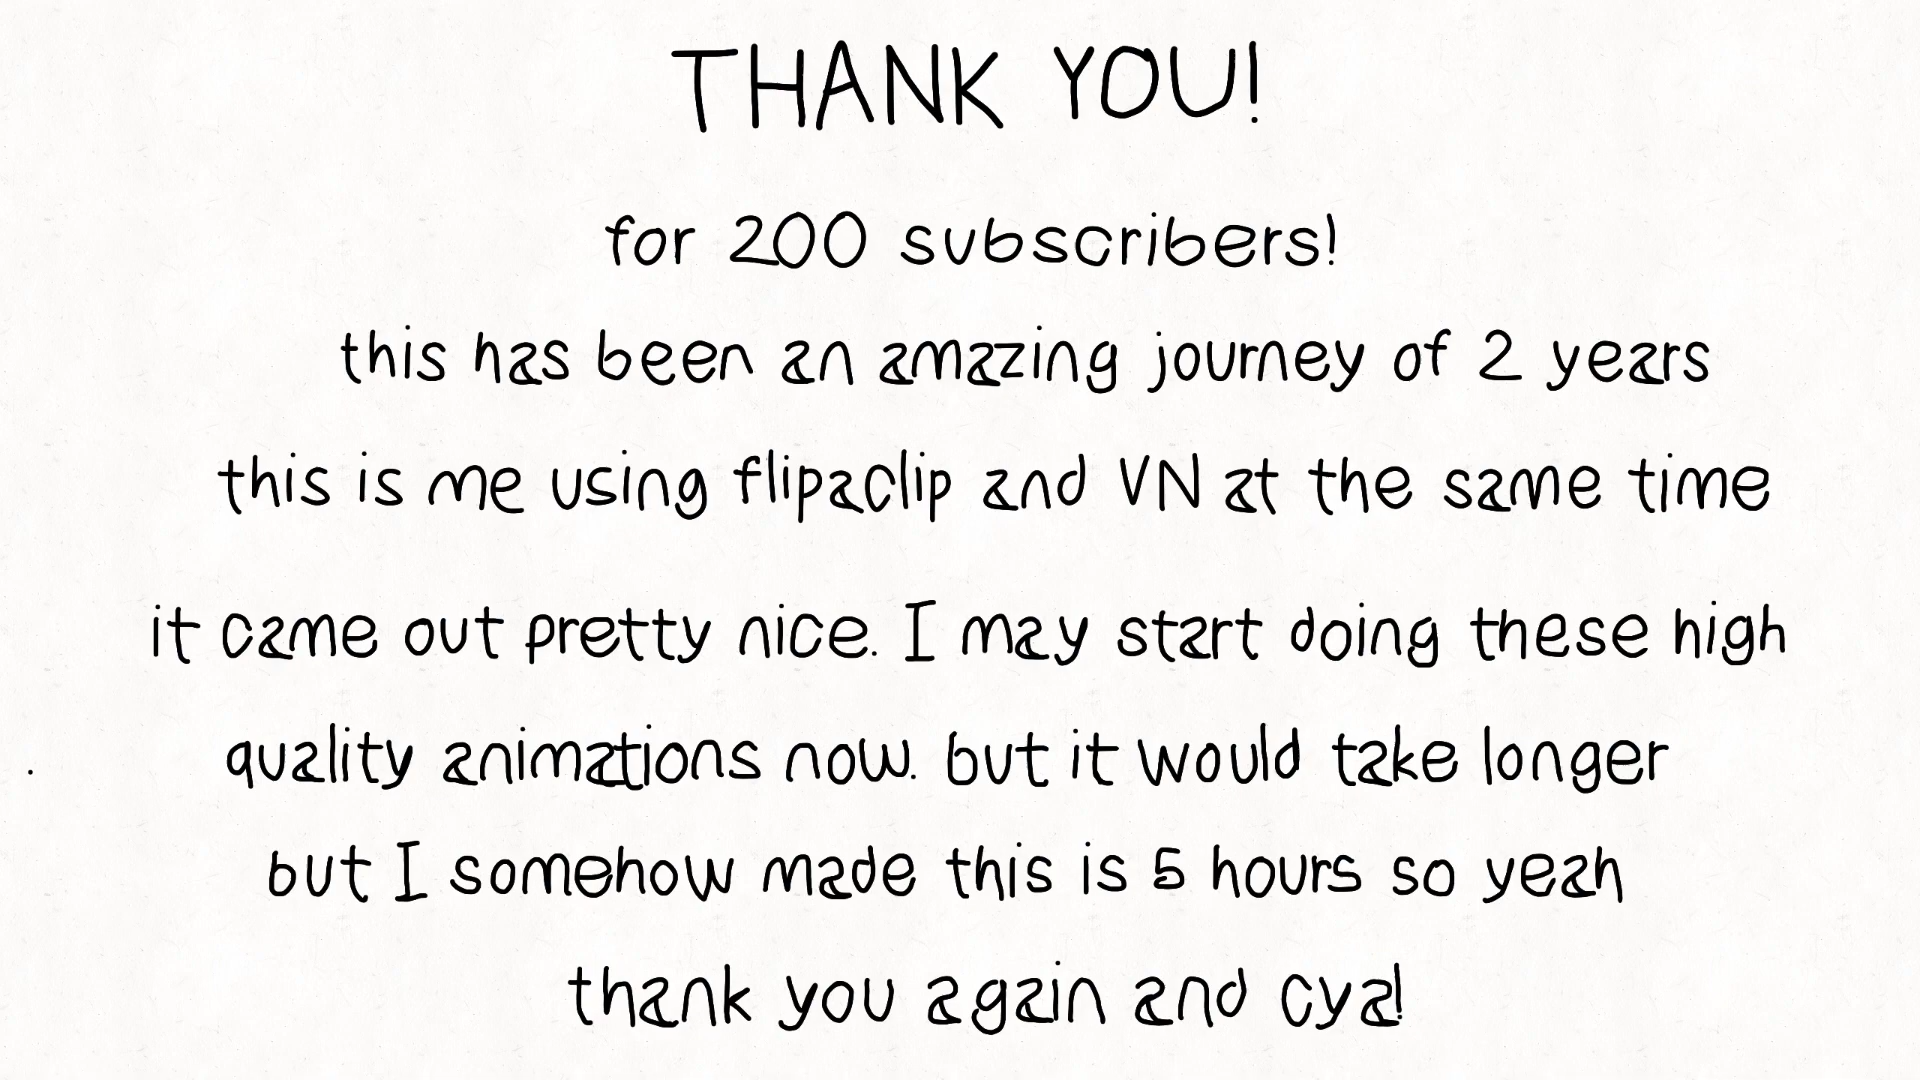 THANK YOU!
for 200 subscribers!
this has been an amazing journey of 2 years
this is me using flipaclip and VN at the same time
it came out pretty nice. I may start doing these high
quality animations now. but it would take longer
but I somehow made this is 5 hours so yeah
thank you again and cya!